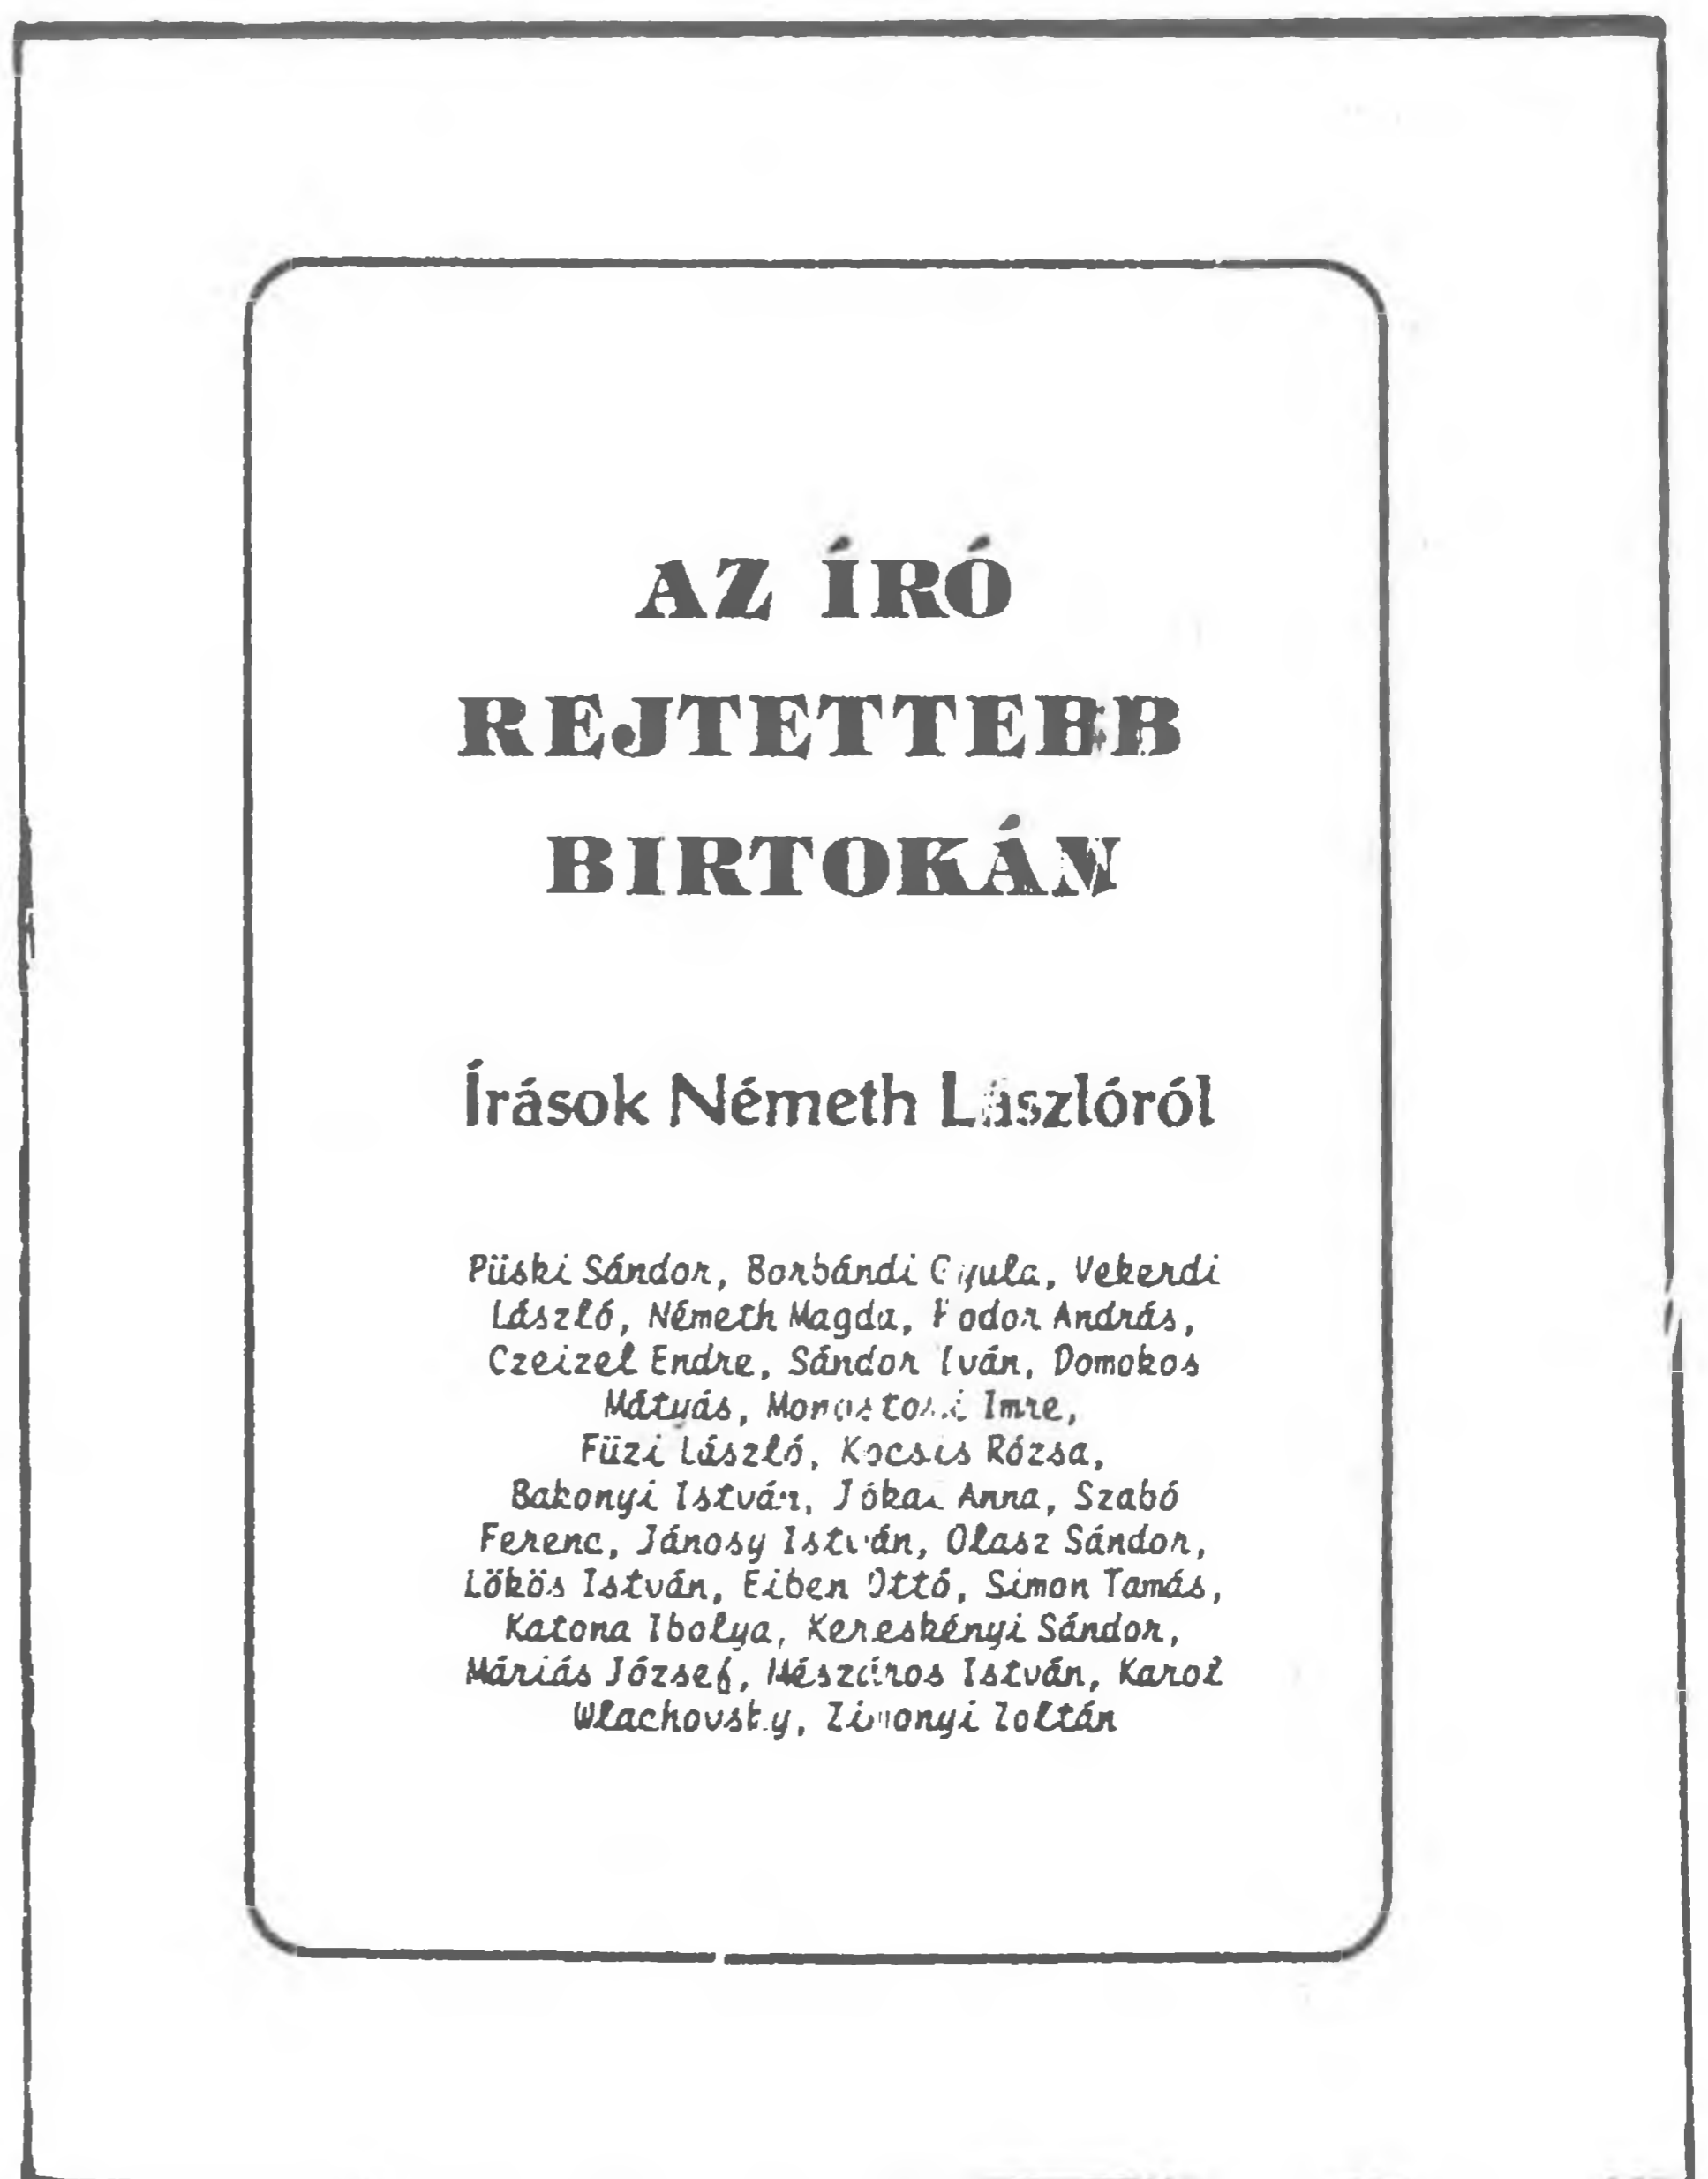 AZ ÍRÓ
REJTETTEBB
BIRTOKÁN
Írások Németh Lászlóról
Püski Sándor, Borbándi Gyula, Vekerdi
László, Németh Magda, Fodor András,
Czeizel Endre, Sándor Iván, Domokos
Mátyás, Monostori Imre,
Füzi László, Kocsis Rózsa,
Bakonyi István, Jókai Anna, Szabó
Ferenc, Jánosy István, Olasz Sándor,
Lőkös István, Eiben Ottó, Simon Tamás,
Katona Ibolya, Kereskényi Sándor,
Máriás József, Mészáros István, Karol
Wlachovský, Zimonyi Zoltán